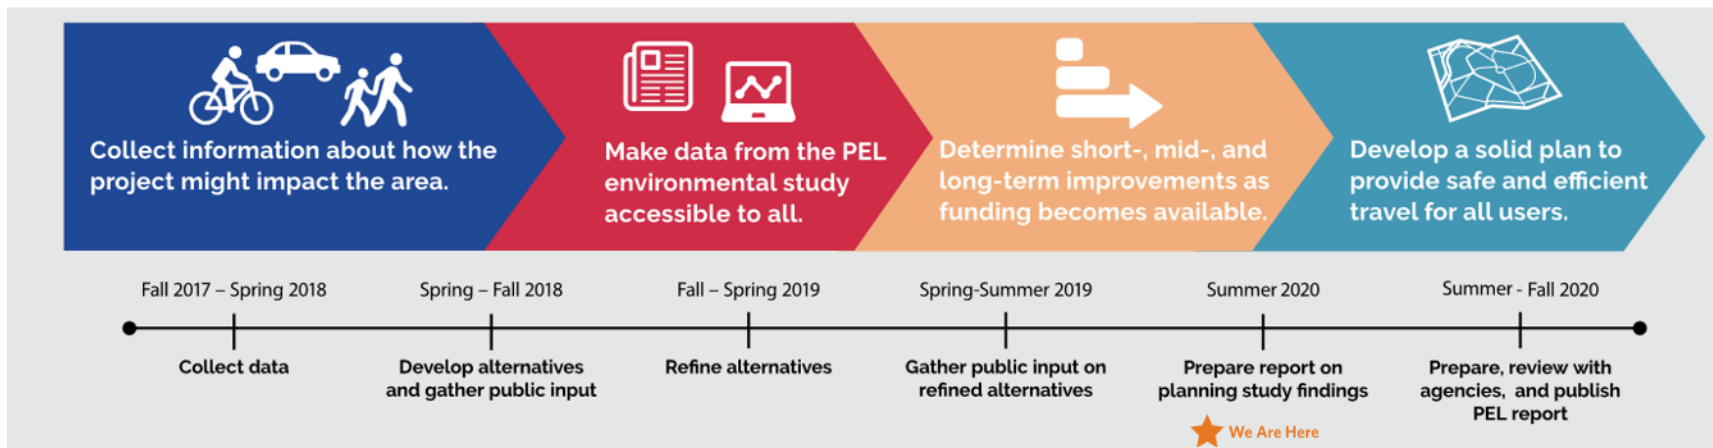 Collect information about how the
project might impact the area.
Make data from the PEL
environmental study
accessible to all.
Determine short-, mid-, and
long-term improvements as
funding becomes available.
Develop a solid plan to
provide safe and efficient
travel for all users.
Fall 2017 – Spring 2018
Spring – Fall 2018
Fall – Spring 2019
Spring-Summer 2019
Summer 2020
Summer - Fall 2020
Collect data
Develop alternatives
and gather public input
Refine alternatives
Gather public input on
refined alternatives
Prepare report on
planning study findings
Prepare, review with
agencies, and publish
PEL report
We Are Here